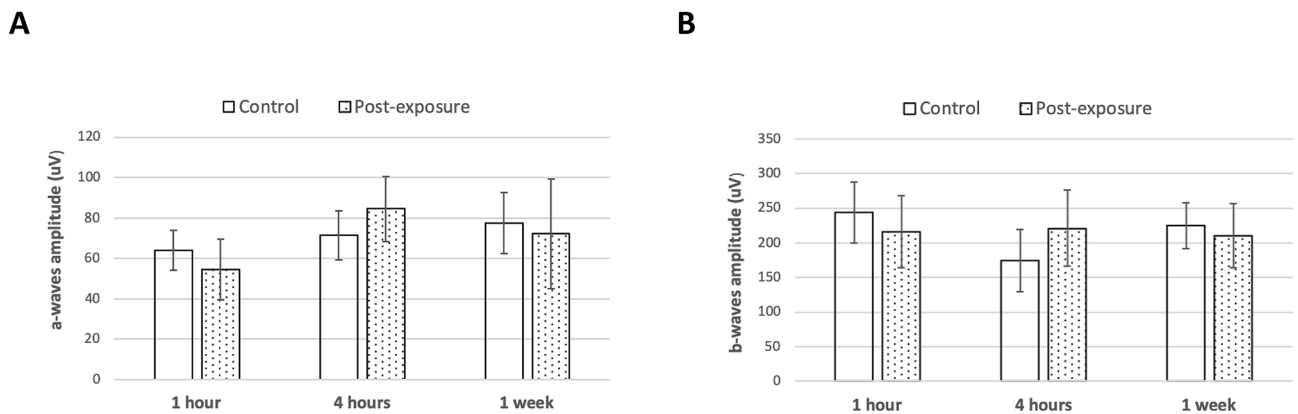 A
Control Post-exposure
a-waves amplitude (uV)
120
100
80
60
40
20
0
1 hour 4 hours 1 week
B
Control Post-exposure
b-waves amplitude (uV)
350
300
250
200
150
100
50
0
1 hour 4 hours 1 week